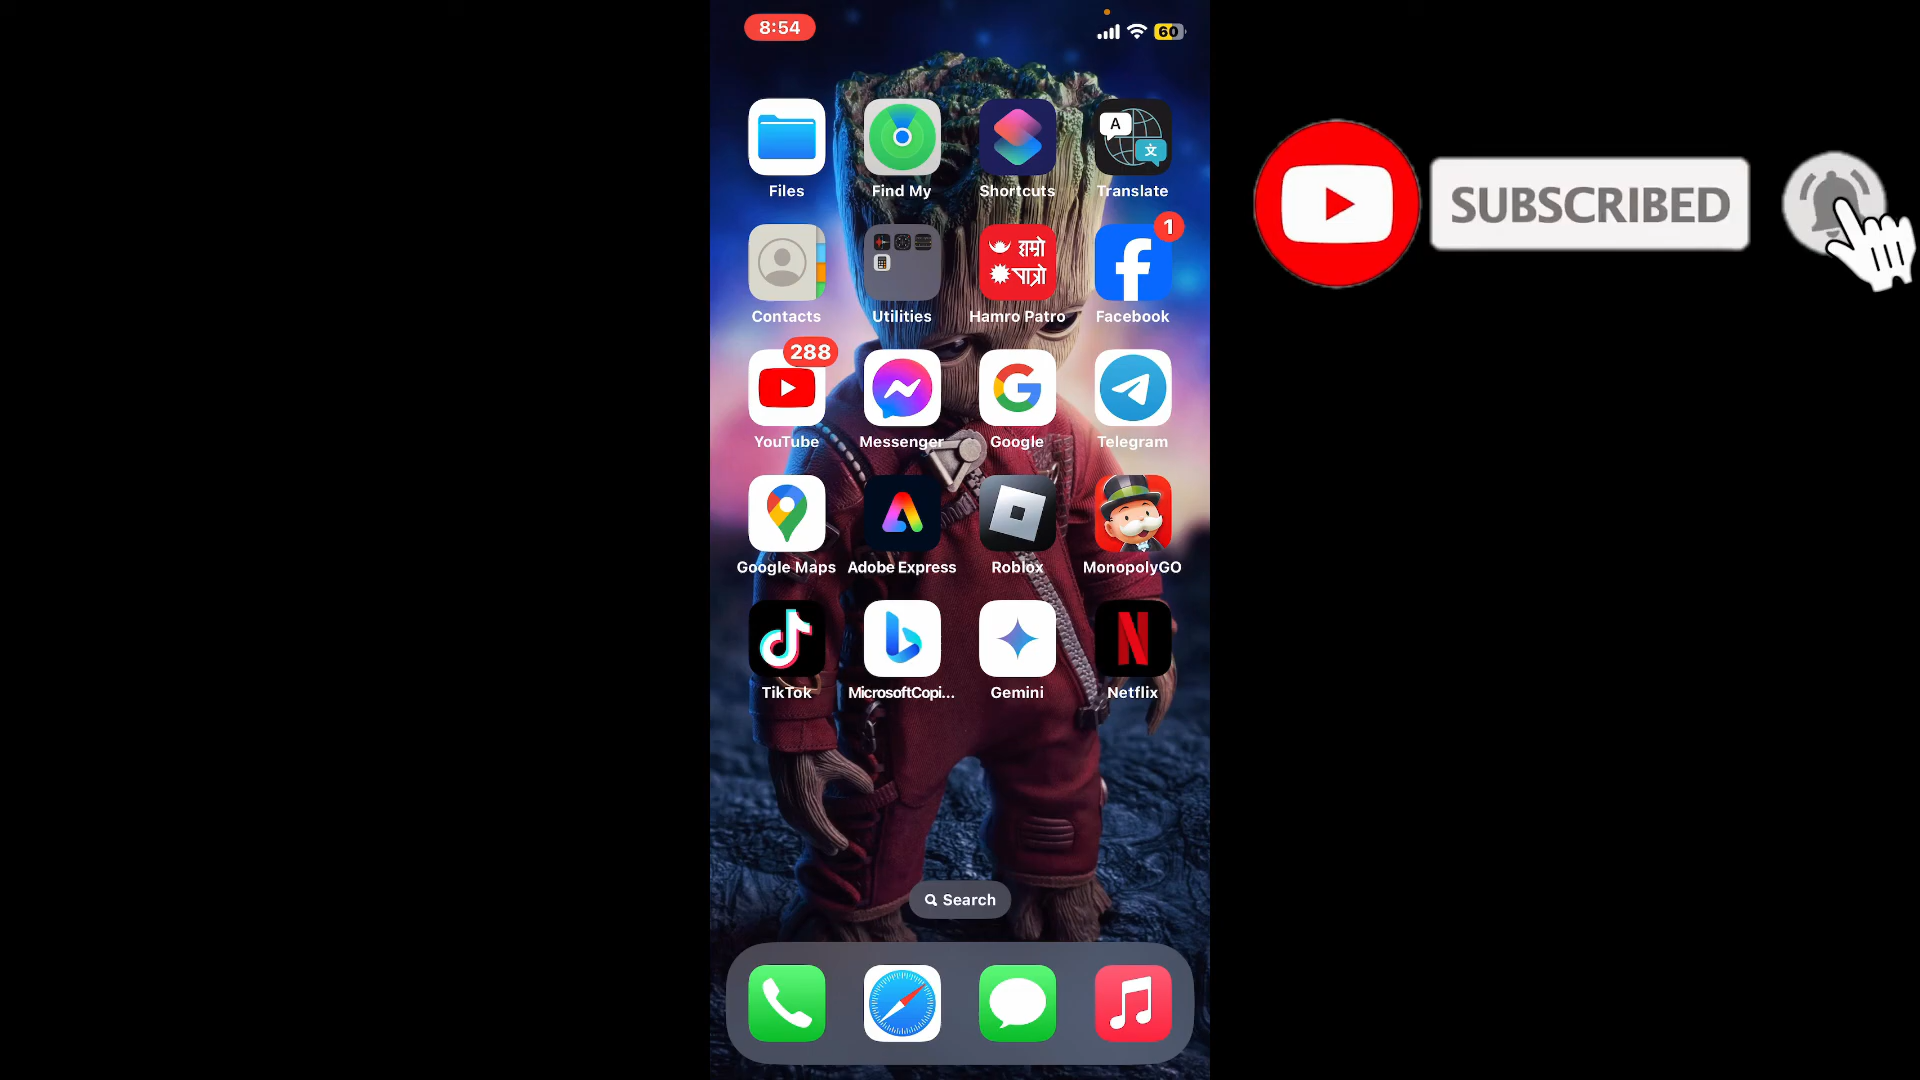 8:54
60
A
文
Files
Find My
Shortcuts
Translate
हाम्रो
पात्रो
1
Contacts
Utilities
Hamro Patro
Facebook
288
YouTube
Messenger
Google
Telegram
Google Maps
Adobe Express
Roblox
MonopolyGO
TikTok
MicrosoftCopi...
Gemini
Netflix
Search
SUBSCRIBED